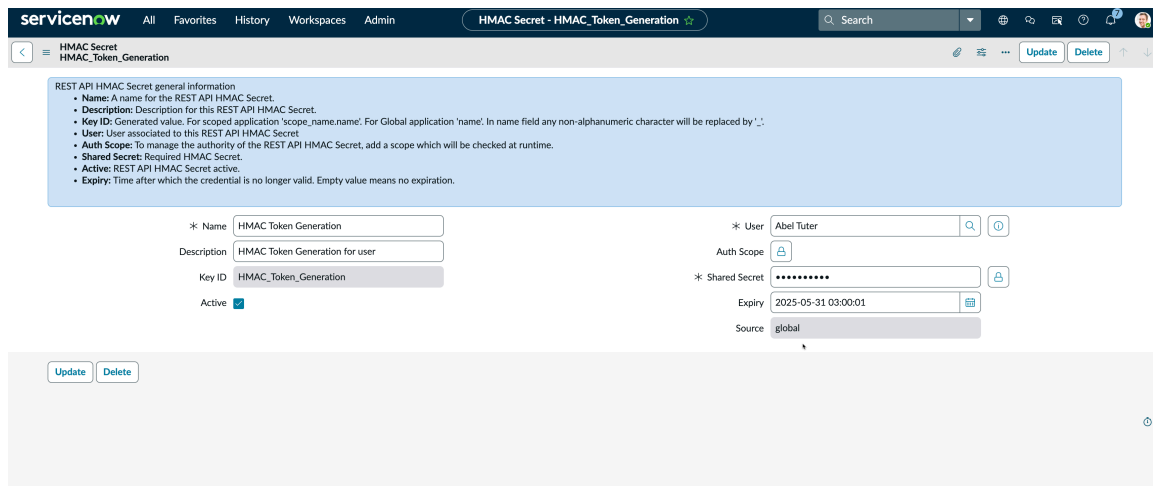 servicenow All Favorites History Workspaces Admin HMAC Secret - HMAC_Token_Generation Search 7
HMAC Secret
HMAC_Token_Generation
Update Delete
REST API HMAC Secret general information
• Name: A name for the REST API HMAC Secret.
• Description: Description for this REST API HMAC Secret.
• Key ID: Generated value. For scoped application 'scope_name.name'. For Global application 'name'. In name field any non-alphanumeric character will be replaced by '_'.
• User: User associated to this REST API HMAC Secret
• Auth Scope: To manage the authority of the REST API HMAC Secret, add a scope which will be checked at runtime.
• Shared Secret: Required HMAC Secret.
• Active: REST API HMAC Secret active.
• Expiry: Time after which the credential is no longer valid. Empty value means no expiration.
Name HMAC Token Generation
Description HMAC Token Generation for user
Key ID HMAC_Token_Generation
Active
User Abel Tuter
Auth Scope
Shared Secret ••••••••••
Expiry 2025-05-31 03:00:01
Source global
Update Delete